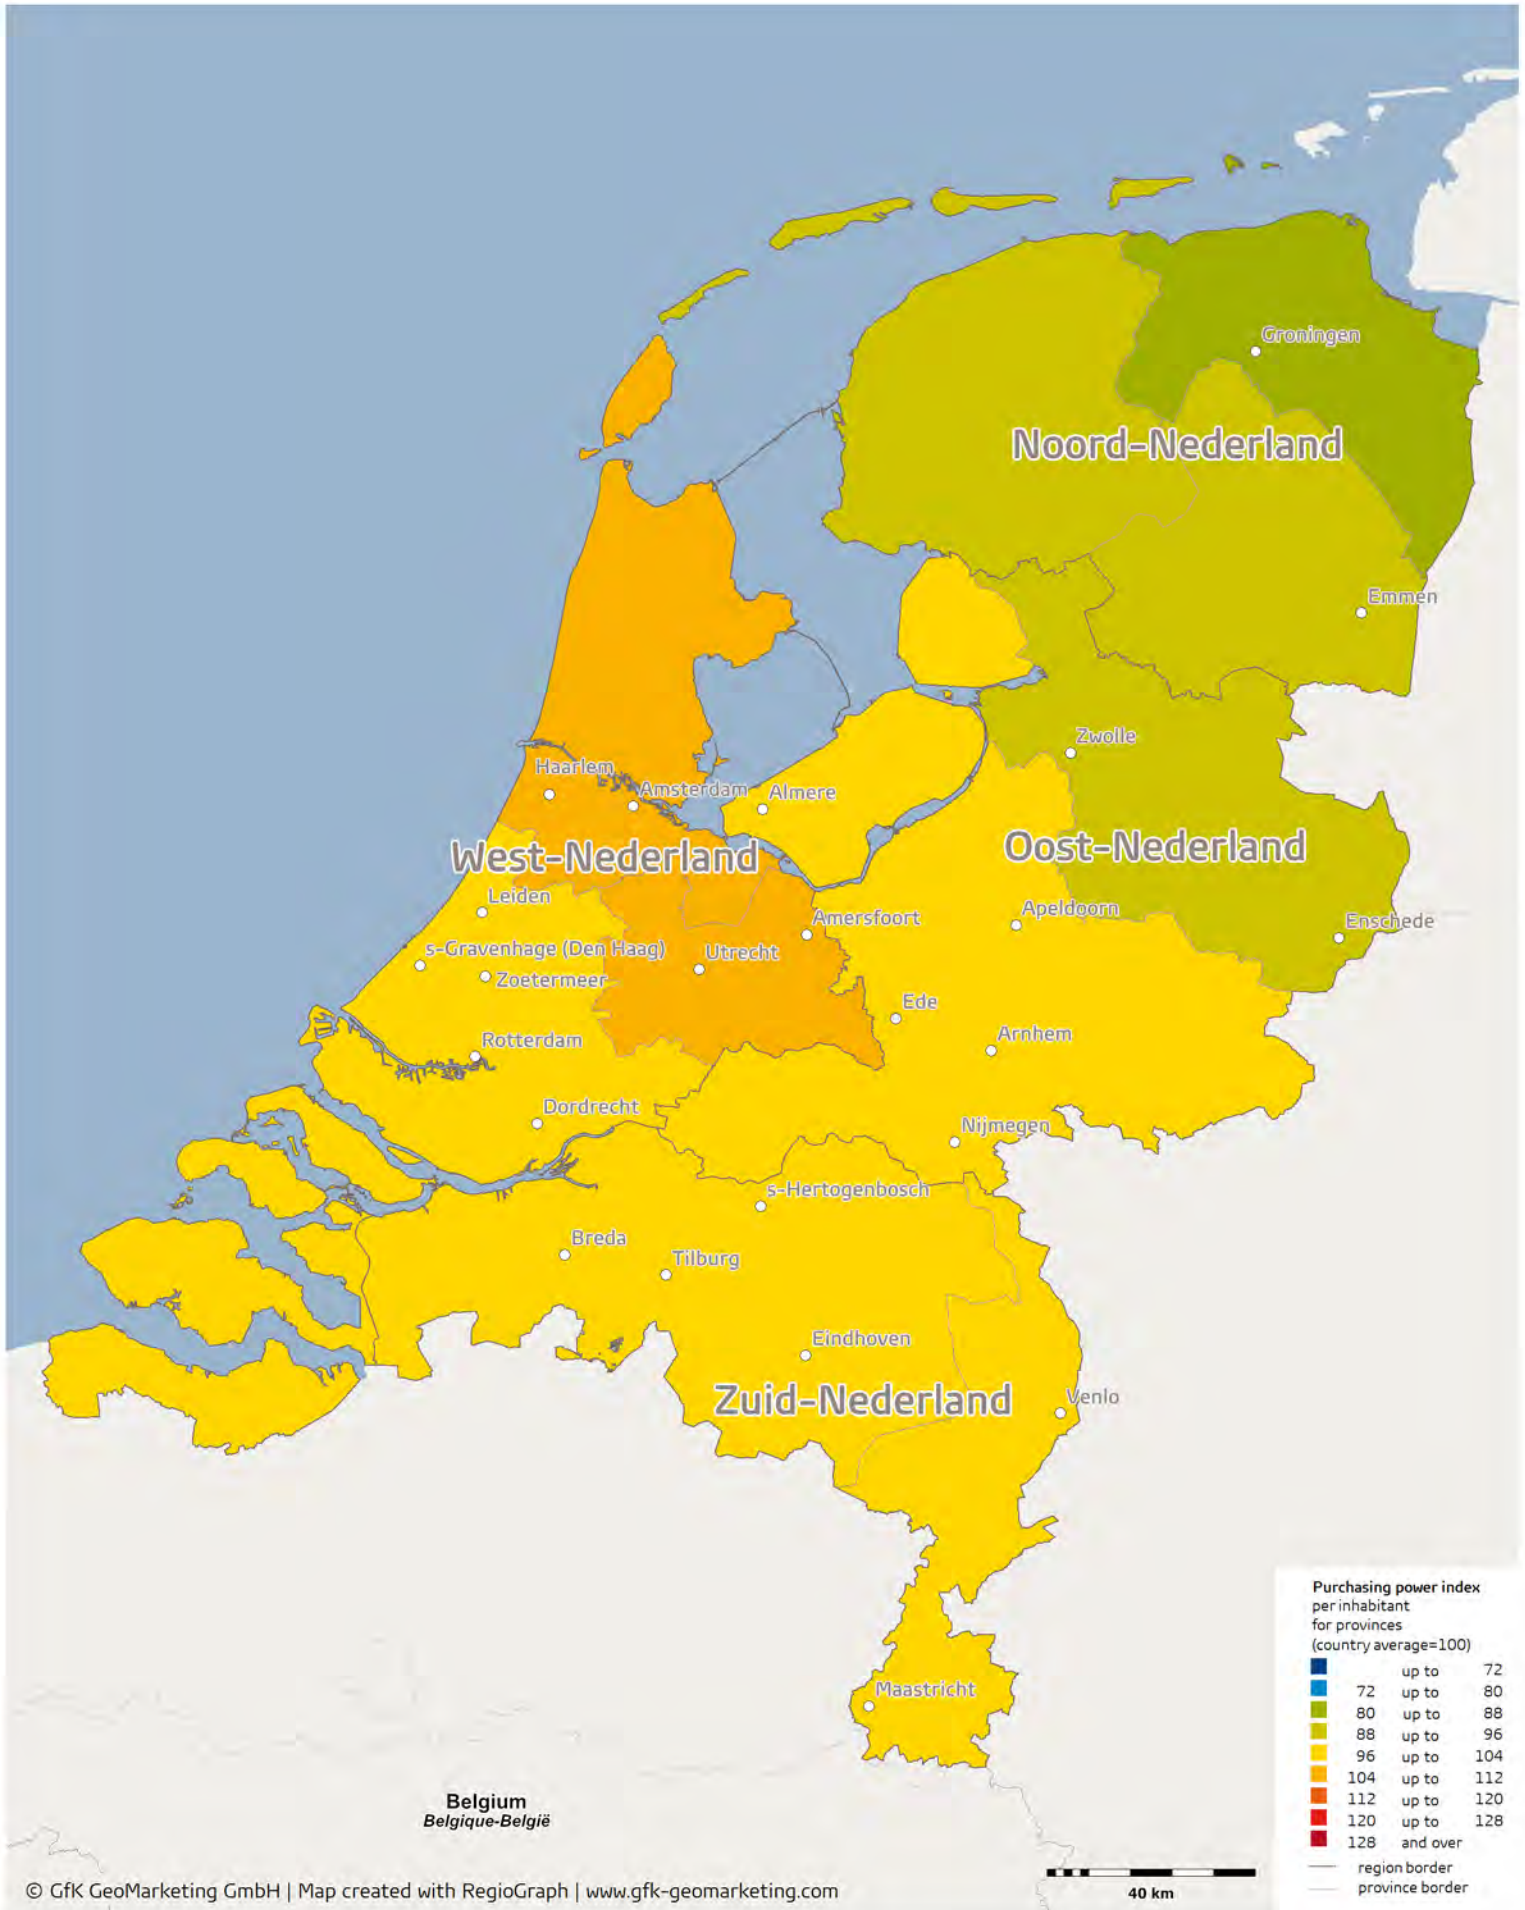 Groningen
Noord-Nederland
Emmen
Zwolle
Haarlem
Amsterdam
Almere
West-Nederland
Oost-Nederland
Leiden
Amersfoort
Apeldoorn
Enschede
s-Gravenhage (Den Haag)
Utrecht
Zoetermeer
Ede
Rotterdam
Arnhem
Dordrecht
Nijmegen
s-Hertogenbosch
Breda
Tilburg
Eindhoven
Zuid-Nederland
Venlo
Maastricht
Belgium
Belgique-België
Purchasing power index
per inhabitant
for provinces
(country average=100)
up to 72
72 up to 80
80 up to 88
88 up to 96
96 up to 104
104 up to 112
112 up to 120
120 up to 128
128 and over
region border
province border
40 km
© GfK GeoMarketing GmbH | Map created with RegioGraph | www.gfk-geomarketing.com